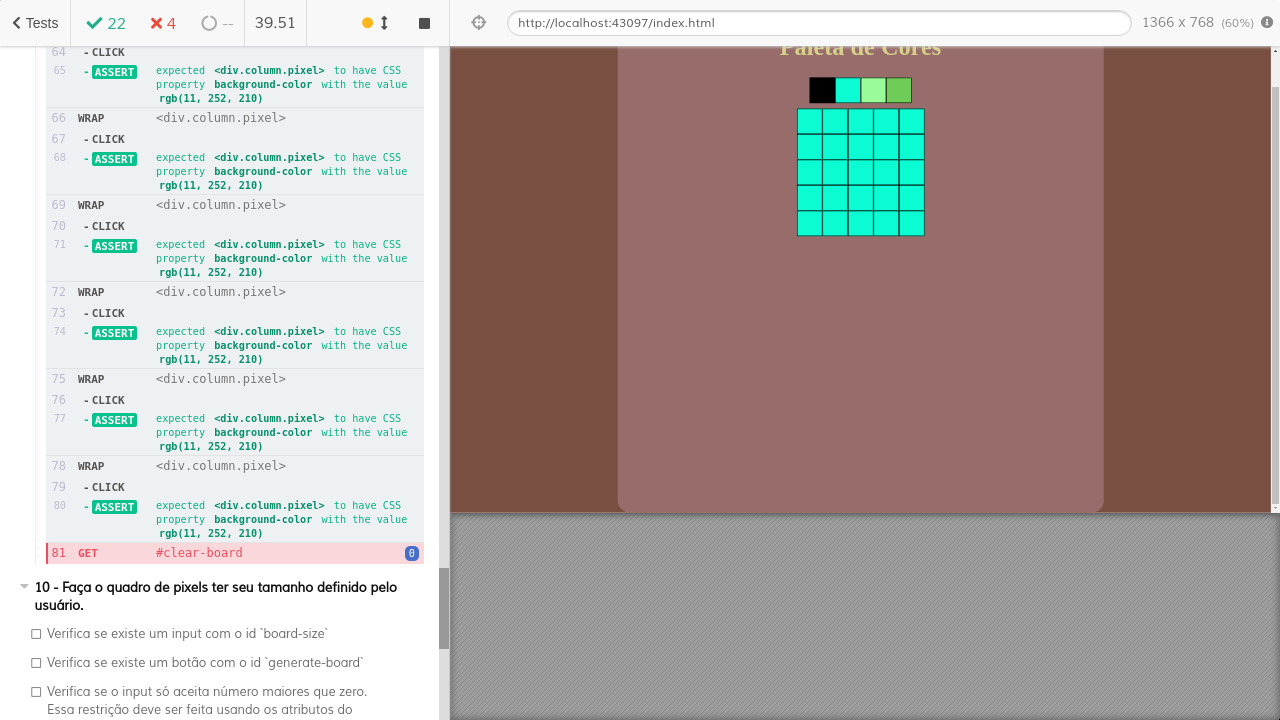 Tests
22
4
--
39.51
http://localhost:43097/index.html
1366 x 768 (60%)
64 -CLICK
65 -ASSERT expected <div.column.pixel> to have CSS
property background-color with the value
rgb(11, 252, 210)
66 WRAP <div.column.pixel>
67 -CLICK
68 -ASSERT expected <div.column.pixel> to have CSS
property background-color with the value
rgb(11, 252, 210)
69 WRAP <div.column.pixel>
70 -CLICK
71 -ASSERT expected <div.column.pixel> to have CSS
property background-color with the value
rgb(11, 252, 210)
72 WRAP <div.column.pixel>
73 -CLICK
74 -ASSERT expected <div.column.pixel> to have CSS
property background-color with the value
rgb(11, 252, 210)
75 WRAP <div.column.pixel>
76 -CLICK
77 -ASSERT expected <div.column.pixel> to have CSS
property background-color with the value
rgb(11, 252, 210)
78 WRAP <div.column.pixel>
79 -CLICK
80 -ASSERT expected <div.column.pixel> to have CSS
property background-color with the value
rgb(11, 252, 210)
81 GET #clear-board 0
10 - Faça o quadro de pixels ter seu tamanho definido pelo
usuário.
Verifica se existe um input com o id `board-size`
Verifica se existe um botão com o id `generate-board`
Verifica se o input só aceita número maiores que zero.
Essa restrição deve ser feita usando os atributos do
Paleta de Cores